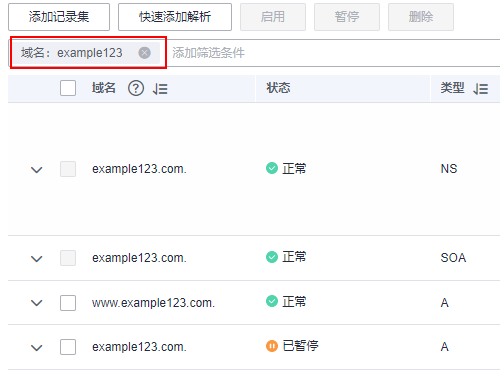 添加记录集 快速添加解析 启用 暂停 删除
域名：example123 添加筛选条件
域名 状态 类型
example123.com. 正常 NS
example123.com. 正常 SOA
www.example123.com. 正常 A
example123.com. 已暂停 A